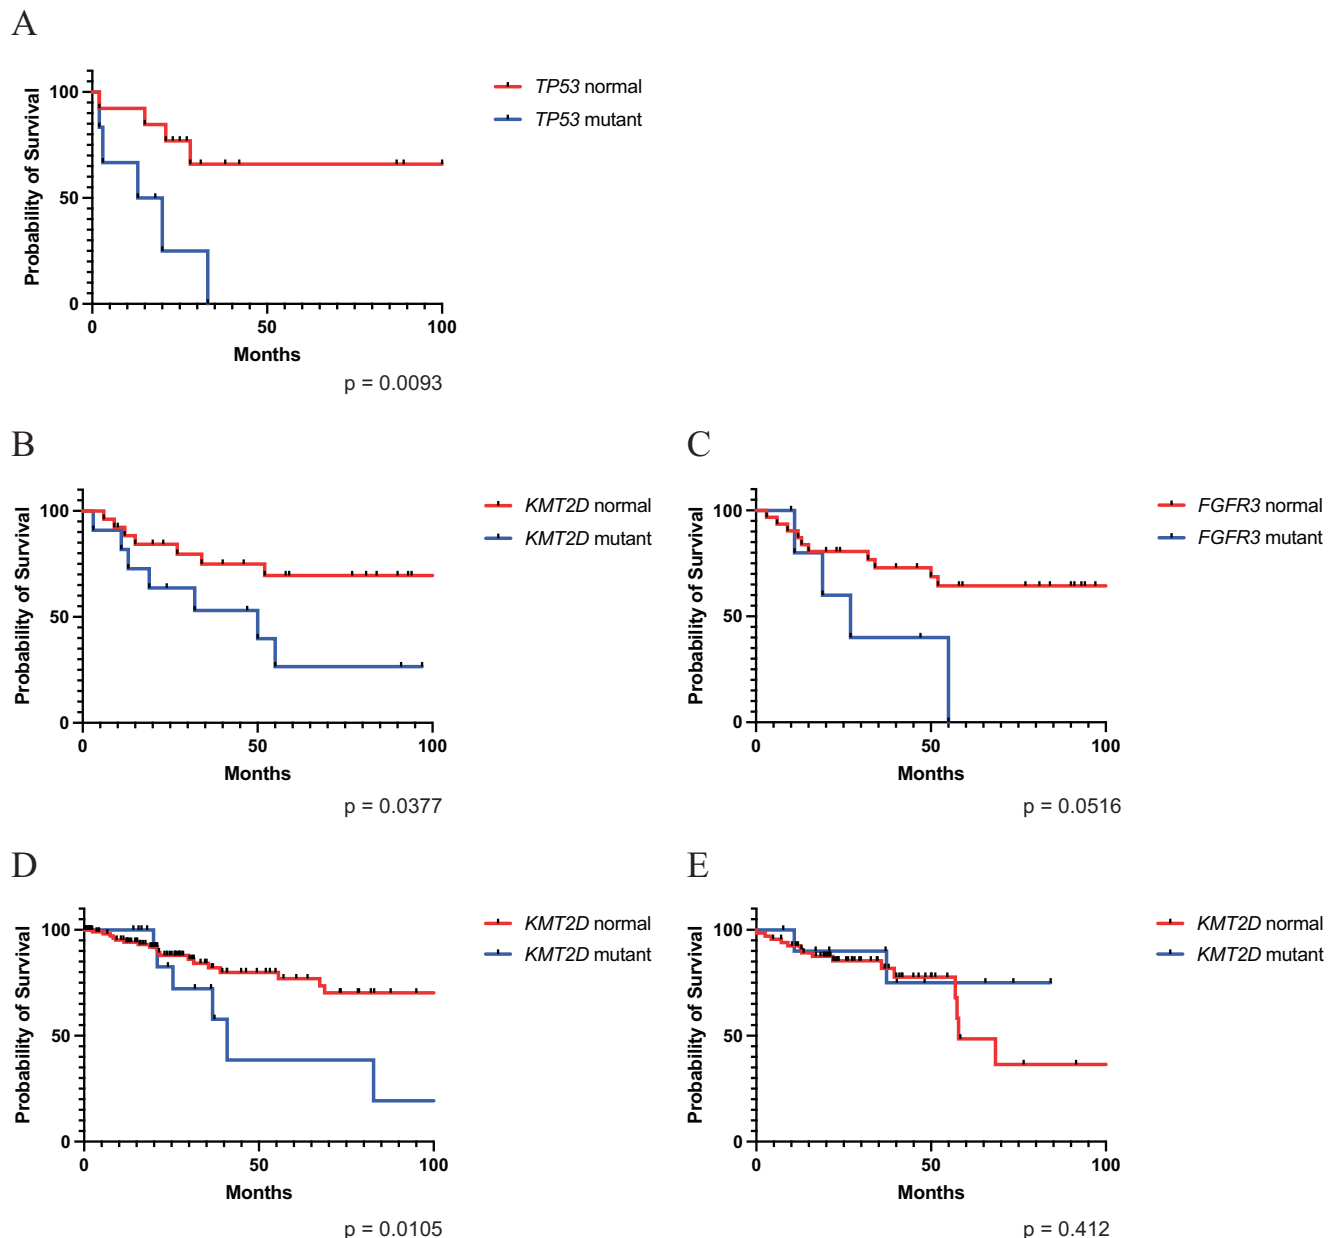 A
Probability of Survival
100
50
0
0 50 100
Months
TP53 normal
TP53 mutant
p = 0.0093
B
Probability of Survival
100
50
0
0 50 100
Months
KMT2D normal
KMT2D mutant
p = 0.0377
C
Probability of Survival
100
50
0
0 50 100
Months
FGFR3 normal
FGFR3 mutant
p = 0.0516
D
Probability of Survival
100
50
0
0 50 100
Months
KMT2D normal
KMT2D mutant
p = 0.0105
E
Probability of Survival
100
50
0
0 50 100
Months
KMT2D normal
KMT2D mutant
p = 0.412